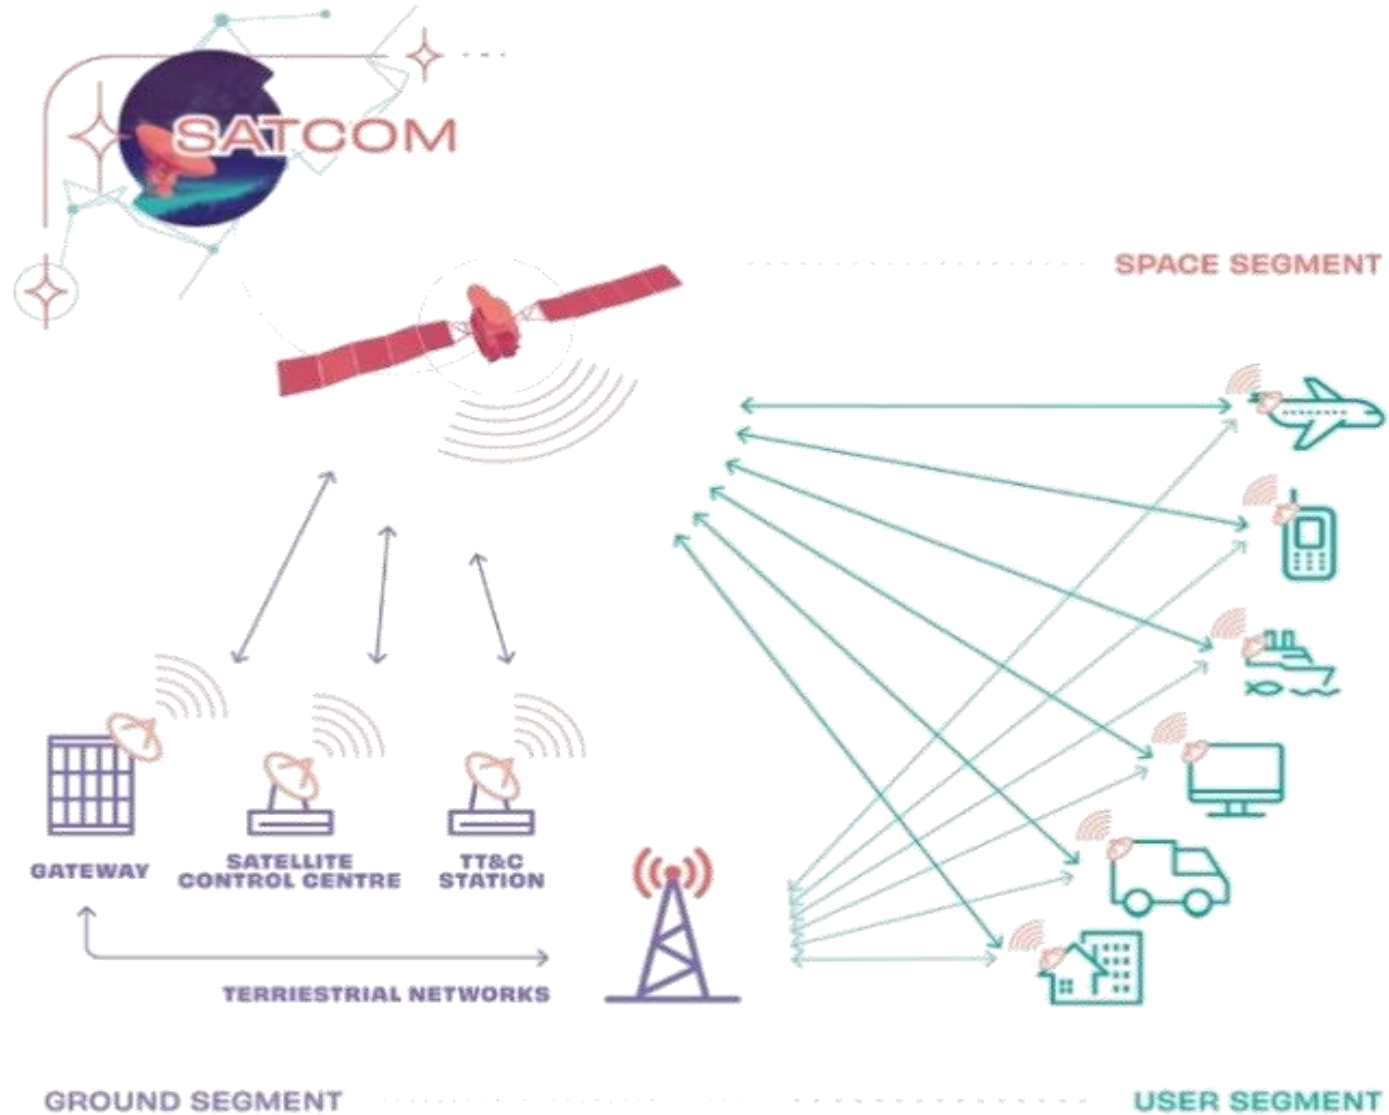 SATCOM
SPACE SEGMENT
GATEWAY
SATELLITE
CONTROL CENTRE
TT&C
STATION
TERRIESTRIAL NETWORKS
GROUND SEGMENT
USER SEGMENT